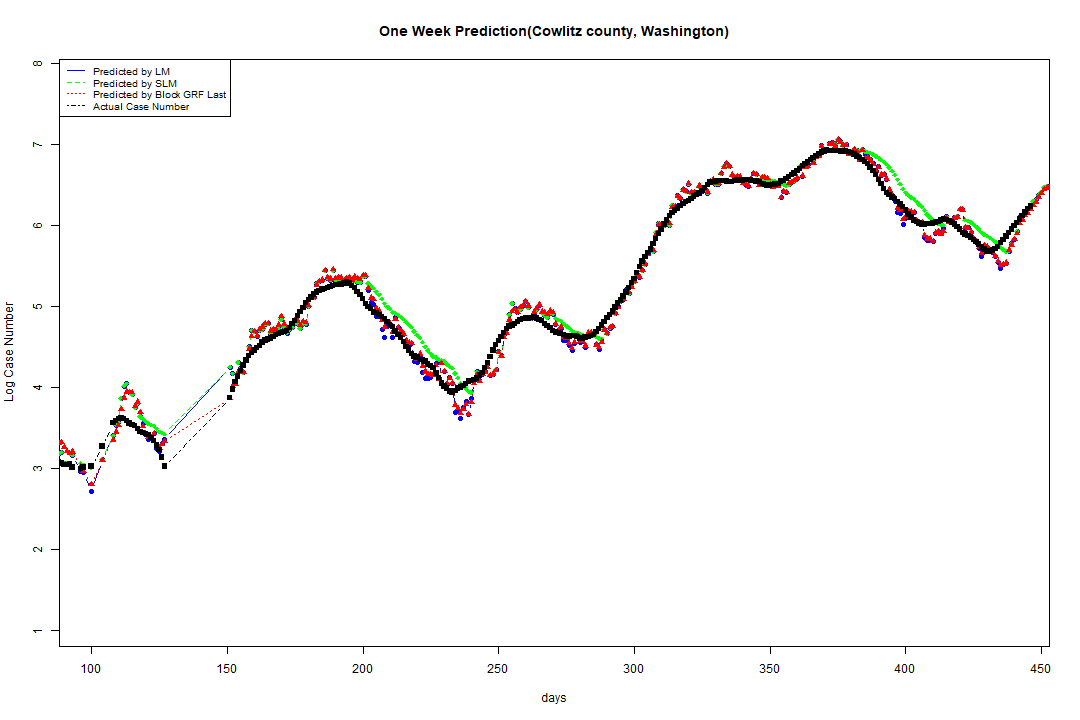 One Week Prediction(Cowlitz county, Washington)
Predicted by LM
Predicted by SLM
Predicted by Block GRF Last
Actual Case Number
8
7
6
5
4
3
2
1
Log Case Number
100 150 200 250 300 350 400 450
days